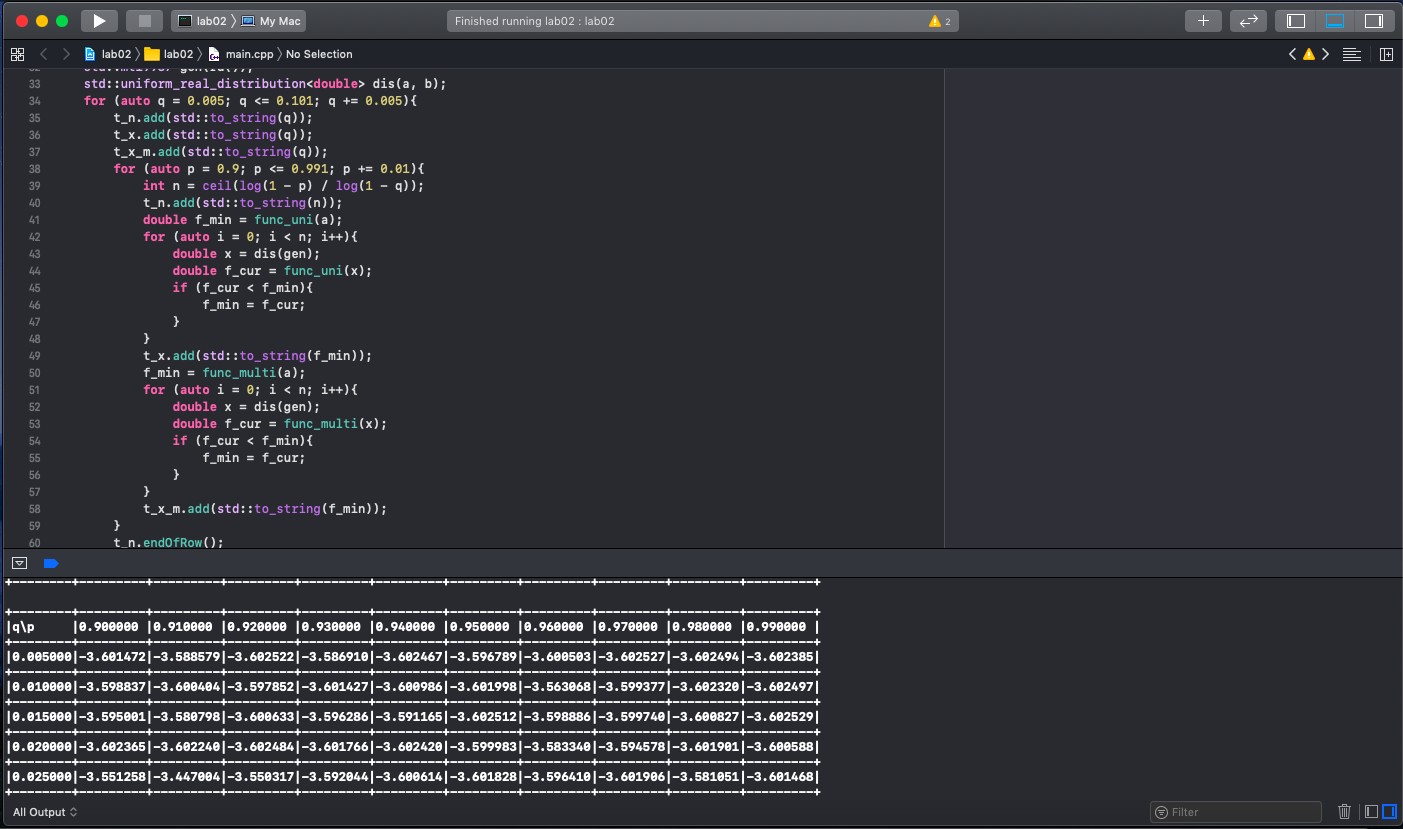 lab02 〉 My Mac
Finished running lab02 : lab02
2
lab02 〉 lab02 〉 main.cpp 〉 No Selection
33 std::uniform_real_distribution<double> dis(a, b);
34 for (auto q = 0.005; q <= 0.101; q += 0.005){
35 t_n.add(std::to_string(q));
36 t_x.add(std::to_string(q));
37 t_x_m.add(std::to_string(q));
38 for (auto p = 0.9; p <= 0.991; p += 0.01){
39 int n = ceil(log(1 - p) / log(1 - q));
40 t_n.add(std::to_string(n));
41 double f_min = func_uni(a);
42 for (auto i = 0; i < n; i++){
43 double x = dis(gen);
44 double f_cur = func_uni(x);
45 if (f_cur < f_min){
46 f_min = f_cur;
47 }
48 }
49 t_x.add(std::to_string(f_min));
50 f_min = func_multi(a);
51 for (auto i = 0; i < n; i++){
52 double x = dis(gen);
53 double f_cur = func_multi(x);
54 if (f_cur < f_min){
55 f_min = f_cur;
56 }
57 }
58 t_x_m.add(std::to_string(f_min));
59 }
60 t_n.endOfRow();
+--------+---------+---------+---------+---------+---------+---------+---------+---------+---------+---------+
+--------+---------+---------+---------+---------+---------+---------+---------+---------+---------+---------+
|q\p     |0.900000 |0.910000 |0.920000 |0.930000 |0.940000 |0.950000 |0.960000 |0.970000 |0.980000 |0.990000 |
+--------+---------+---------+---------+---------+---------+---------+---------+---------+---------+---------+
|0.005000|-3.601472|-3.588579|-3.602522|-3.586910|-3.602467|-3.596789|-3.600503|-3.602527|-3.602494|-3.602385|
+--------+---------+---------+---------+---------+---------+---------+---------+---------+---------+---------+
|0.010000|-3.598837|-3.600404|-3.597852|-3.601427|-3.600986|-3.601998|-3.563068|-3.599377|-3.602320|-3.602497|
+--------+---------+---------+---------+---------+---------+---------+---------+---------+---------+---------+
|0.015000|-3.595001|-3.580798|-3.600633|-3.596286|-3.591165|-3.602512|-3.598886|-3.599740|-3.600827|-3.602529|
+--------+---------+---------+---------+---------+---------+---------+---------+---------+---------+---------+
|0.020000|-3.602365|-3.602240|-3.602484|-3.601766|-3.602420|-3.599983|-3.583340|-3.594578|-3.601901|-3.600588|
+--------+---------+---------+---------+---------+---------+---------+---------+---------+---------+---------+
|0.025000|-3.551258|-3.447004|-3.550317|-3.592044|-3.600614|-3.601828|-3.596410|-3.601906|-3.581051|-3.601468|
+--------+---------+---------+---------+---------+---------+---------+---------+---------+---------+---------+
All Output
Filter